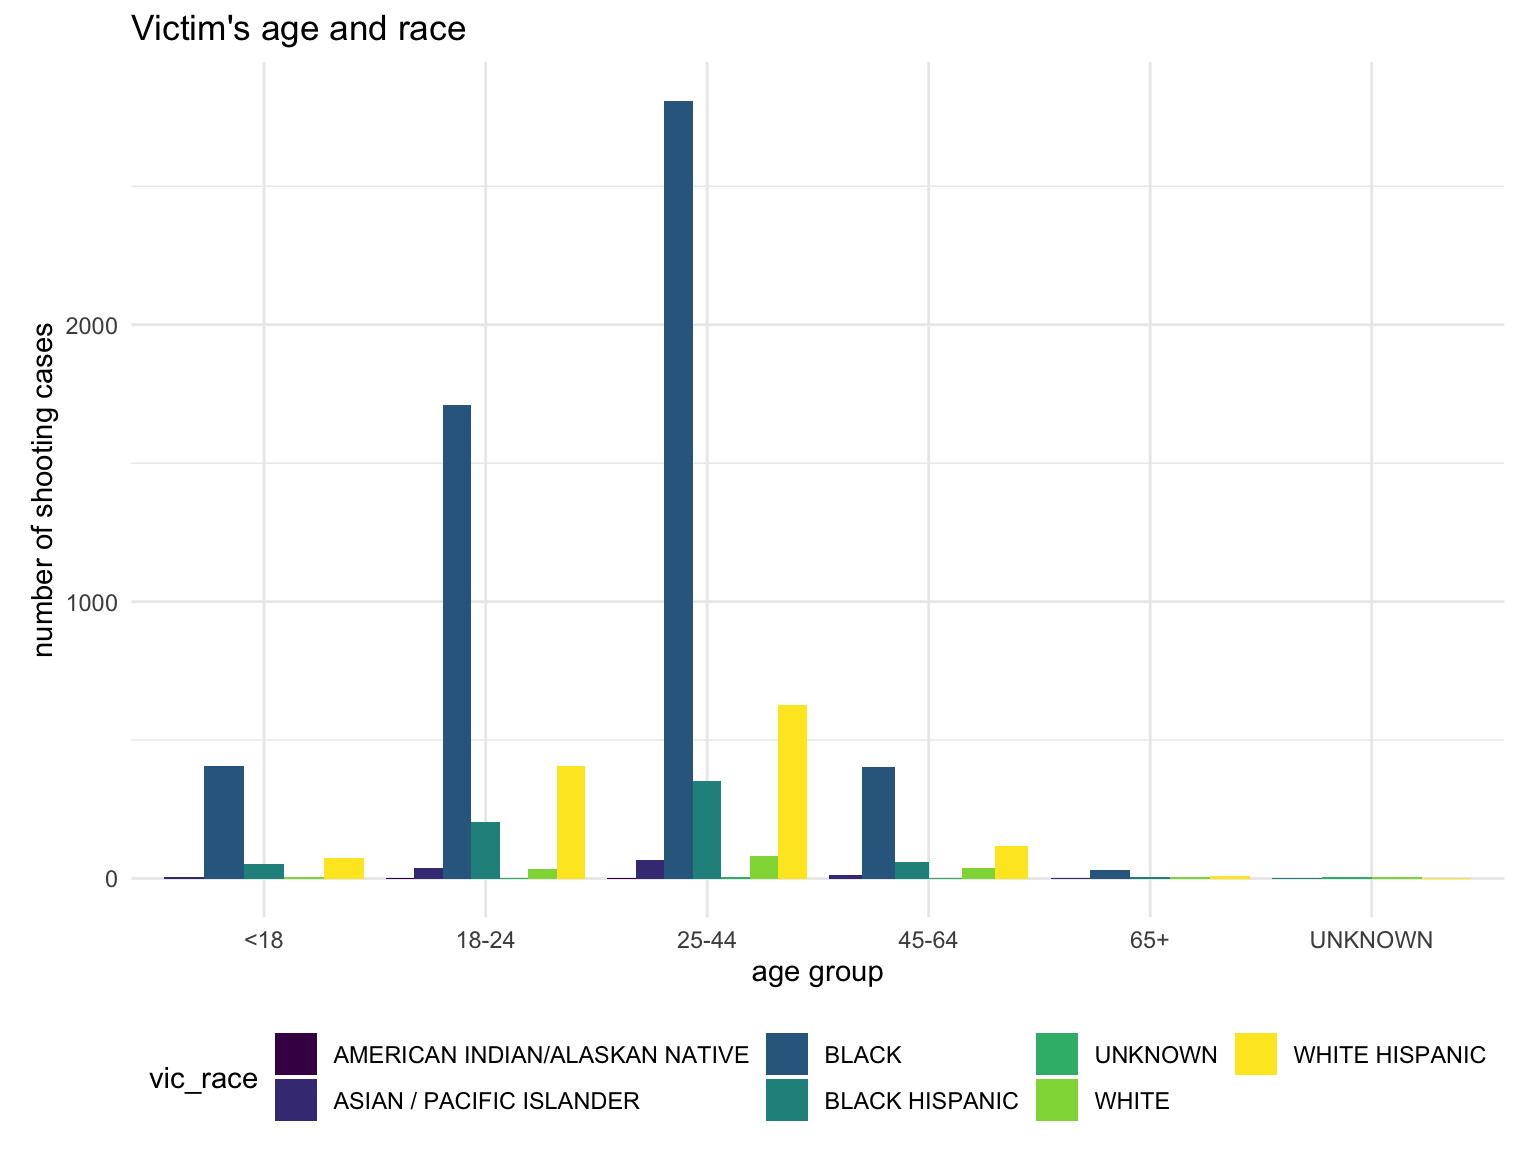 Victim's age and race
number of shooting cases
2000
1000
0
<18 18-24 25-44 45-64 65+ UNKNOWN
age group
vic_race
AMERICAN INDIAN/ALASKAN NATIVE BLACK UNKNOWN WHITE HISPANIC
ASIAN / PACIFIC ISLANDER BLACK HISPANIC WHITE